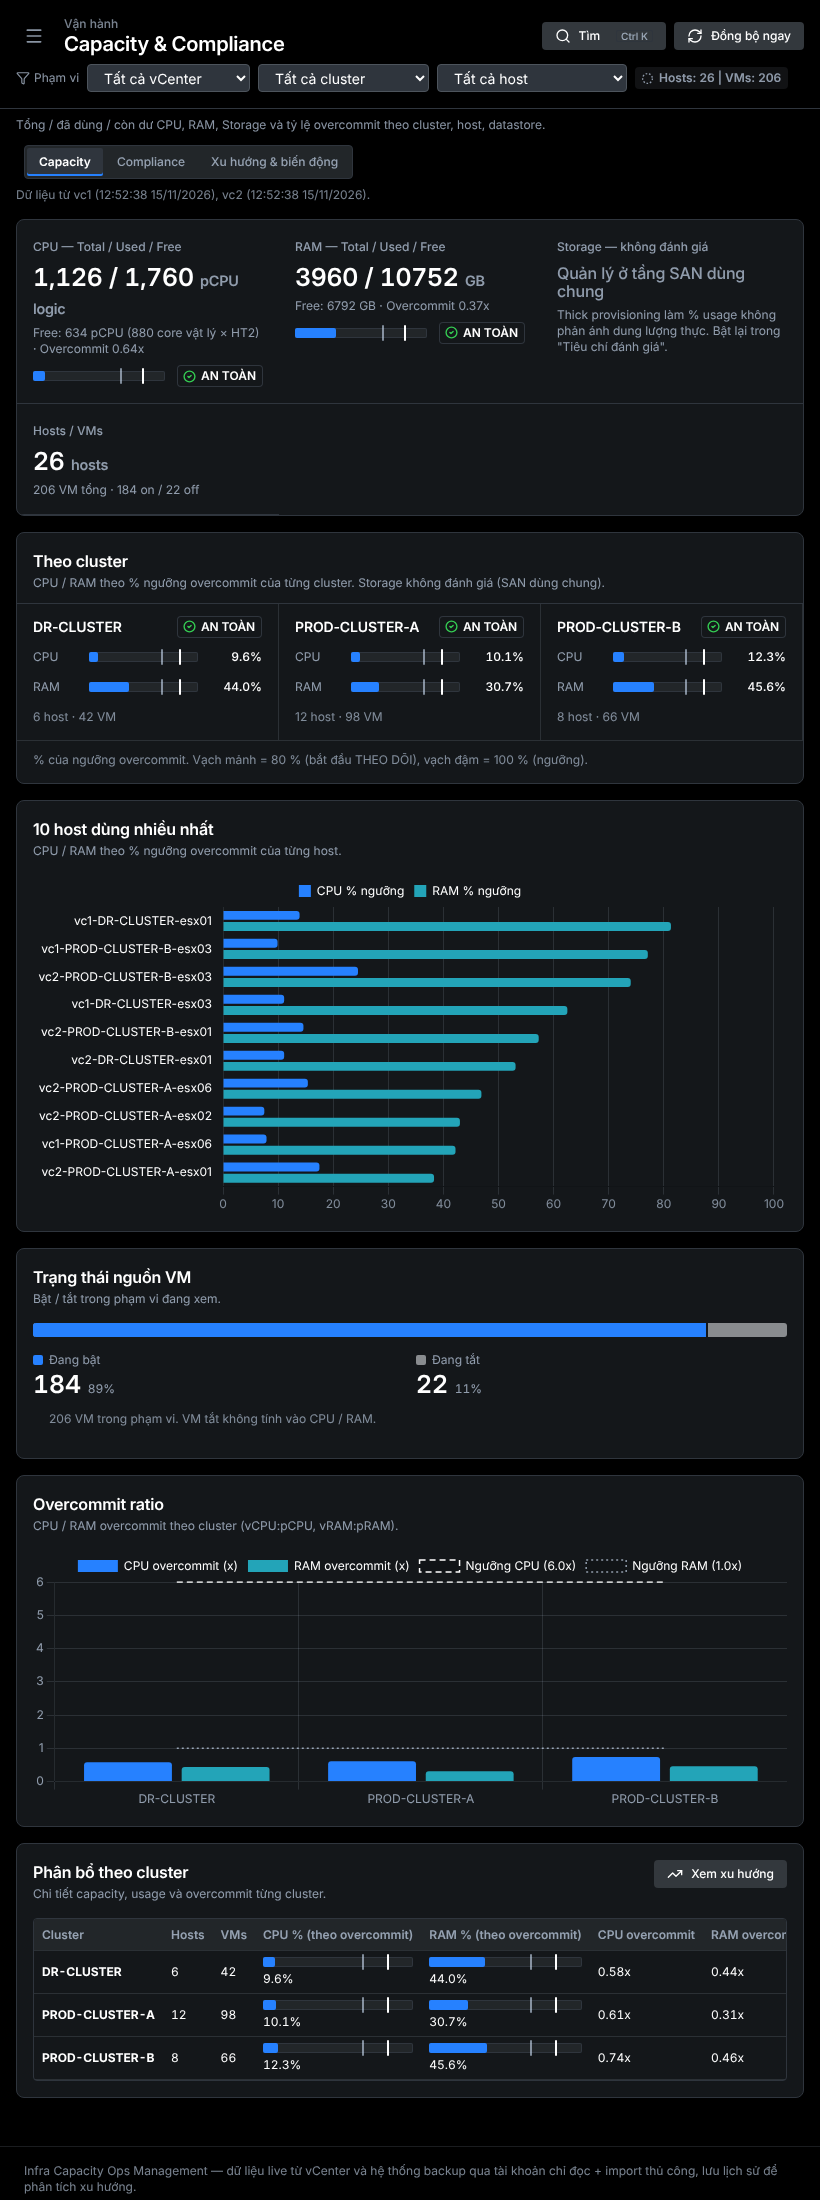 Vận hành
Capacity & Compliance
Tìm Ctrl K
Đồng bộ ngay
Phạm vi
Tất cả vCenter
Tất cả cluster
Tất cả host
Hosts: 26 | VMs: 206
Tổng / đã dùng / còn dư CPU, RAM, Storage và tỷ lệ overcommit theo cluster, host, datastore.
Capacity Compliance Xu hướng & biến động
Dữ liệu từ vc1 (12:52:38 15/11/2026), vc2 (12:52:38 15/11/2026).
CPU — Total / Used / Free
1,126 / 1,760 pCPU
logic
Free: 634 pCPU (880 core vật lý × HT2)
· Overcommit 0.64x
AN TOÀN
RAM — Total / Used / Free
3960 / 10752 GB
Free: 6792 GB · Overcommit 0.37x
AN TOÀN
Storage — không đánh giá
Quản lý ở tầng SAN dùng
chung
Thick provisioning làm % usage không
phản ánh dung lượng thực. Bật lại trong
"Tiêu chí đánh giá".
Hosts / VMs
26 hosts
206 VM tổng · 184 on / 22 off
Theo cluster
CPU / RAM theo % ngưỡng overcommit của từng cluster. Storage không đánh giá (SAN dùng chung).
DR-CLUSTER AN TOÀN
CPU 9.6%
RAM 44.0%
6 host · 42 VM
PROD-CLUSTER-A AN TOÀN
CPU 10.1%
RAM 30.7%
12 host · 98 VM
PROD-CLUSTER-B AN TOÀN
CPU 12.3%
RAM 45.6%
8 host · 66 VM
% của ngưỡng overcommit. Vạch mảnh = 80 % (bắt đầu THEO DÕI), vạch đậm = 100 % (ngưỡng).
10 host dùng nhiều nhất
CPU / RAM theo % ngưỡng overcommit của từng host.
CPU % ngưỡng RAM % ngưỡng
vc1-DR-CLUSTER-esx01
vc1-PROD-CLUSTER-B-esx03
vc2-PROD-CLUSTER-B-esx03
vc1-DR-CLUSTER-esx03
vc2-PROD-CLUSTER-B-esx01
vc2-DR-CLUSTER-esx01
vc2-PROD-CLUSTER-A-esx06
vc2-PROD-CLUSTER-A-esx02
vc1-PROD-CLUSTER-A-esx06
vc2-PROD-CLUSTER-A-esx01
0 10 20 30 40 50 60 70 80 90 100
Trạng thái nguồn VM
Bật / tắt trong phạm vi đang xem.
Đang bật
184 89%
Đang tắt
22 11%
206 VM trong phạm vi. VM tắt không tính vào CPU / RAM.
Overcommit ratio
CPU / RAM overcommit theo cluster (vCPU:pCPU, vRAM:pRAM).
CPU overcommit (x) RAM overcommit (x) Ngưỡng CPU (6.0x) Ngưỡng RAM (1.0x)
6
5
4
3
2
1
0
DR-CLUSTER PROD-CLUSTER-A PROD-CLUSTER-B
Phân bổ theo cluster
Chi tiết capacity, usage và overcommit từng cluster.
Xem xu hướng
Cluster Hosts VMs CPU % (theo overcommit) RAM % (theo overcommit) CPU overcommit RAM overcor
DR-CLUSTER 6 42 9.6% 44.0% 0.58x 0.44x
PROD-CLUSTER-A 12 98 10.1% 30.7% 0.61x 0.31x
PROD-CLUSTER-B 8 66 12.3% 45.6% 0.74x 0.46x
Infra Capacity Ops Management — dữ liệu live từ vCenter và hệ thống backup qua tài khoản chỉ đọc + import thủ công, lưu lịch sử để
phân tích xu hướng.